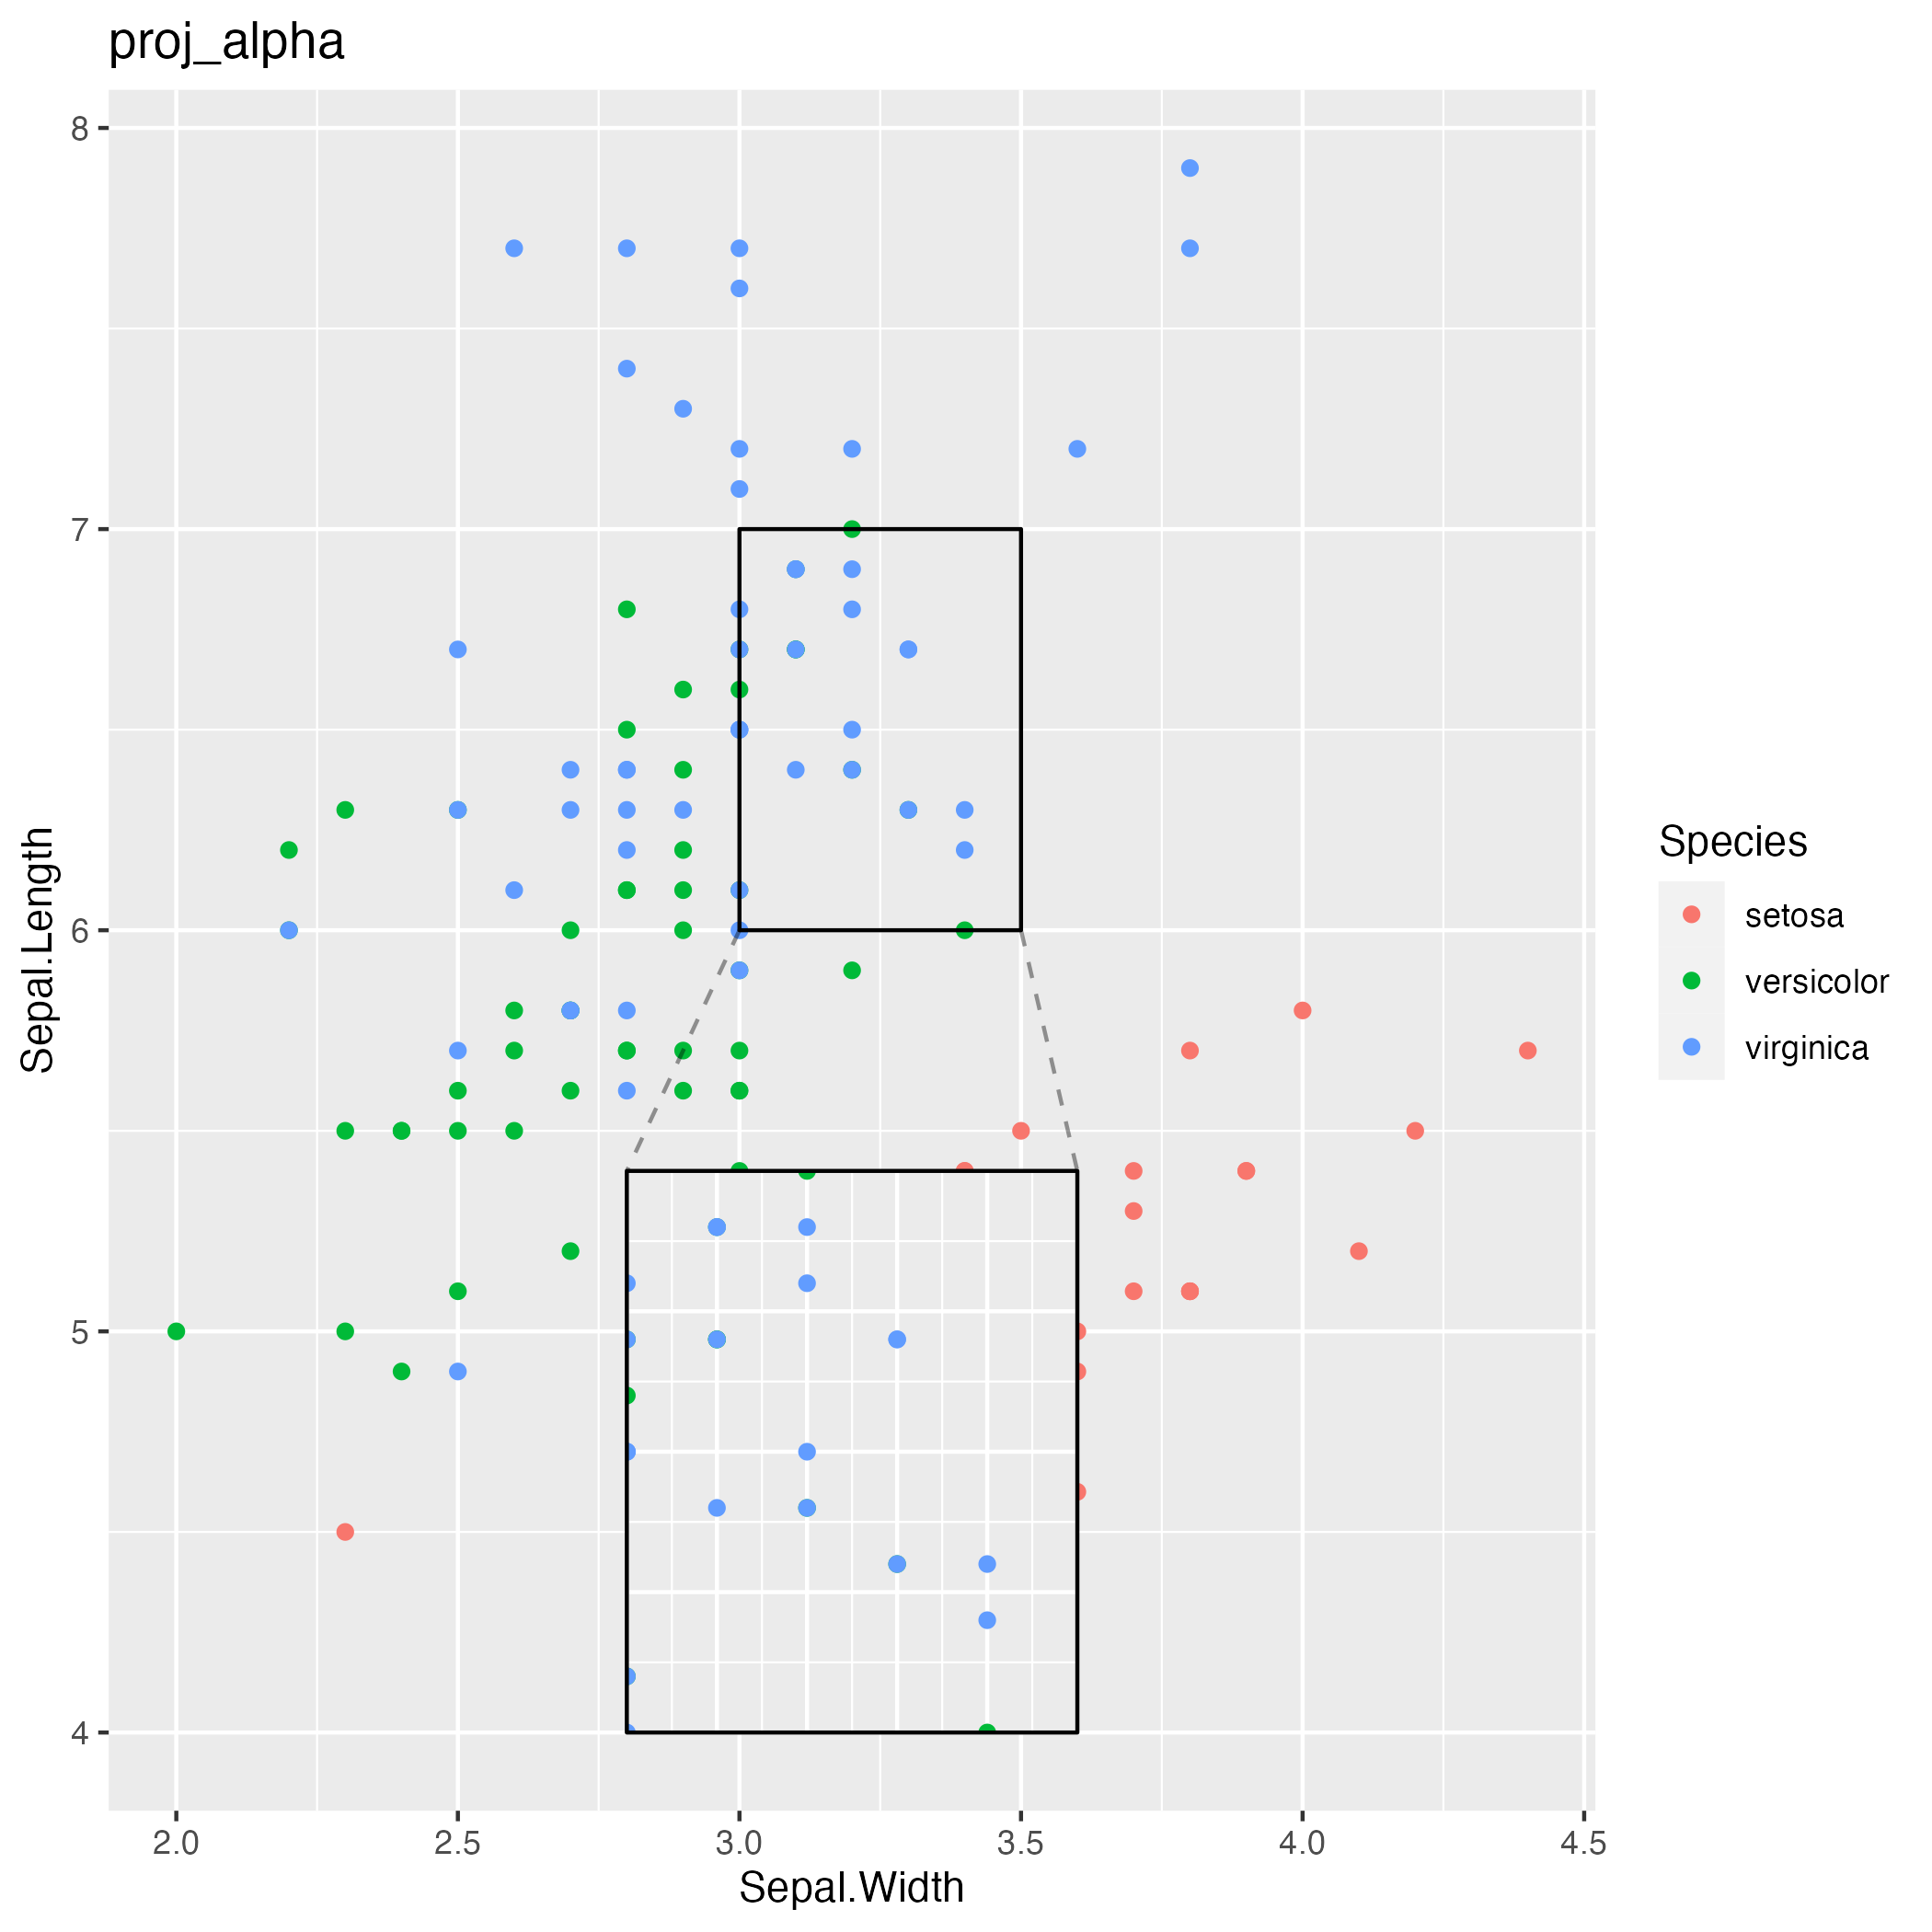 proj_alpha
8
7
6
5
4
Sepal.Length
2.0 2.5 3.0 3.5 4.0 4.5
Sepal.Width
Species
setosa
versicolor
virginica